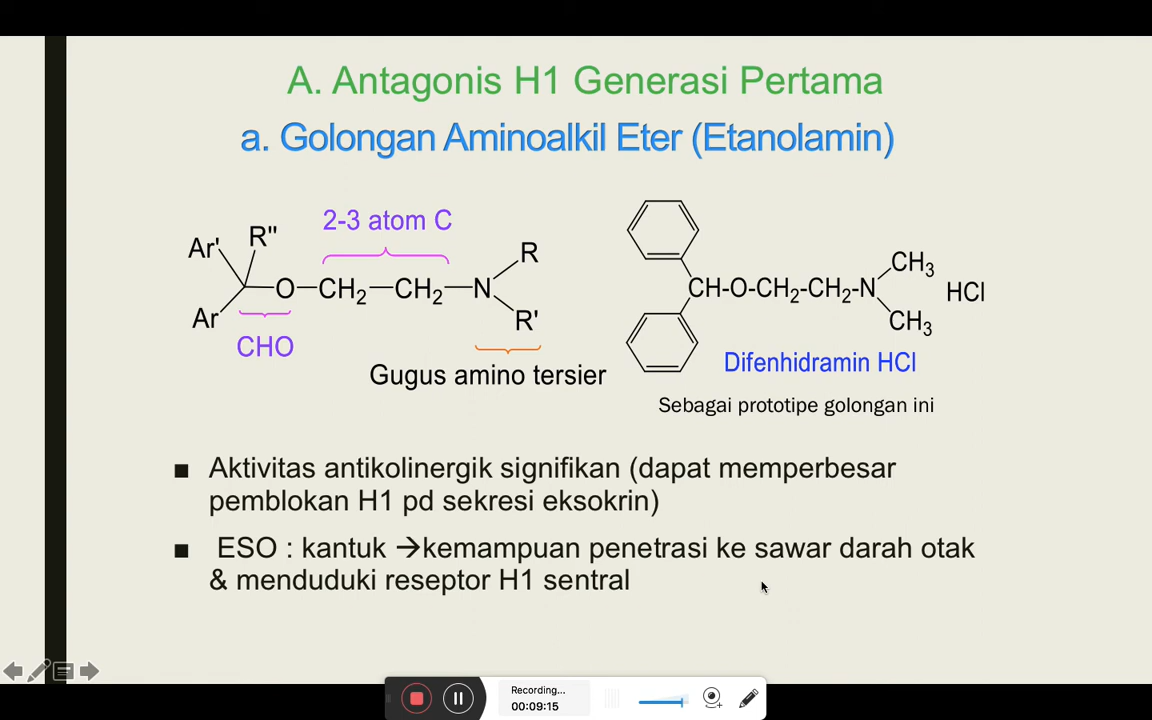 A. Antagonis H1 Generasi Pertama
a. Golongan Aminoalkil Eter (Etanolamin)
2-3 atom C
Ar' R"
O—CH₂—CH₂—N
R
R'
Ar
CHO
Gugus amino tersier
CH-O-CH₂-CH₂-N
CH₃
CH₃
HCl
Difenhidramin HCl
Sebagai prototipe golongan ini
■ Aktivitas antikolinergik signifikan (dapat memperbesar
pemblokan H1 pd sekresi eksokrin)
■ ESO : kantuk →kemampuan penetrasi ke sawar darah otak
& menduduki reseptor H1 sentral
Recording...
00:09:15